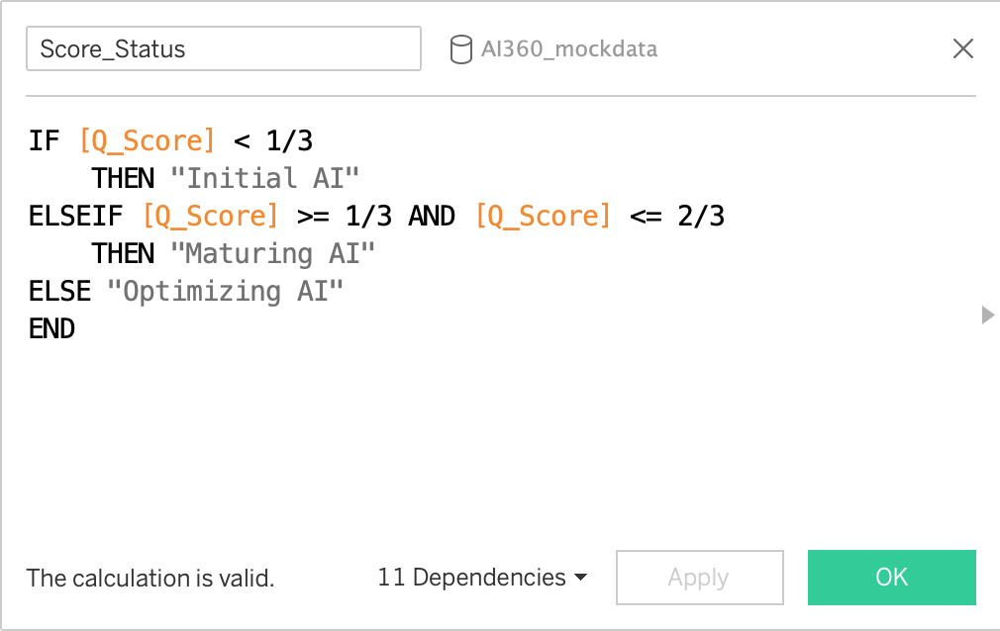 Score_Status
AI360_mockdata
IF [Q_Score] < 1/3
    THEN "Initial AI"
ELSEIF [Q_Score] >= 1/3 AND [Q_Score] <= 2/3
    THEN "Maturing AI"
ELSE "Optimizing AI"
END
The calculation is valid.
11 Dependencies
Apply
OK